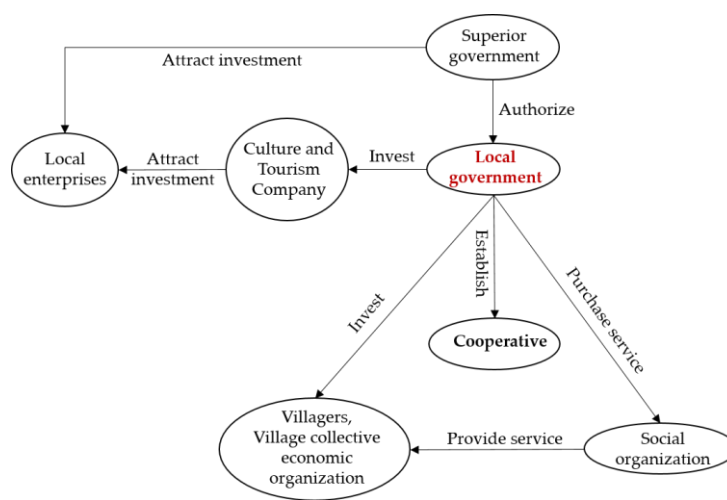 Superior
government
Attract investment
Authorize
Local
enterprises
Attract
investment
Culture and
Tourism
Company
Invest
Local
government
Invest
Establish
Purchase service
Cooperative
Villagers,
Village collective
economic
organization
Provide service
Social
organization